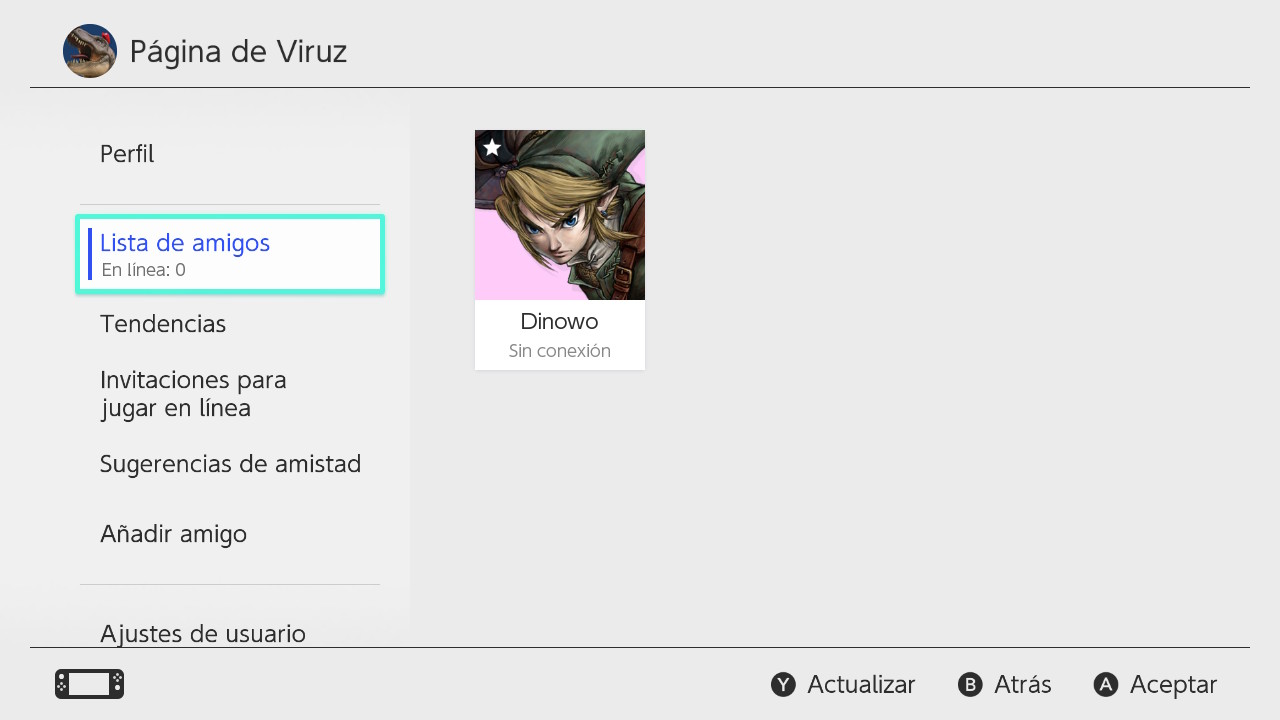 Página de Viruz
Perfil
Lista de amigos
En línea: 0
Tendencias
Invitaciones para
jugar en línea
Sugerencias de amistad
Añadir amigo
Ajustes de usuario
Dinowo
Sin conexión
Y Actualizar
B Atrás
A Aceptar